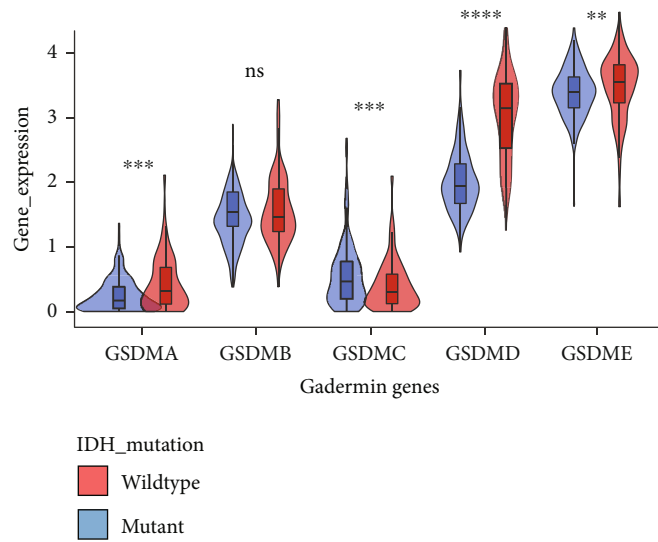 ****
**
ns
***
***
4
3
2
1
0
Gene_expression
GSDMA GSDMB GSDMC GSDMD GSDME
Gadermin genes
IDH_mutation
Wildtype
Mutant